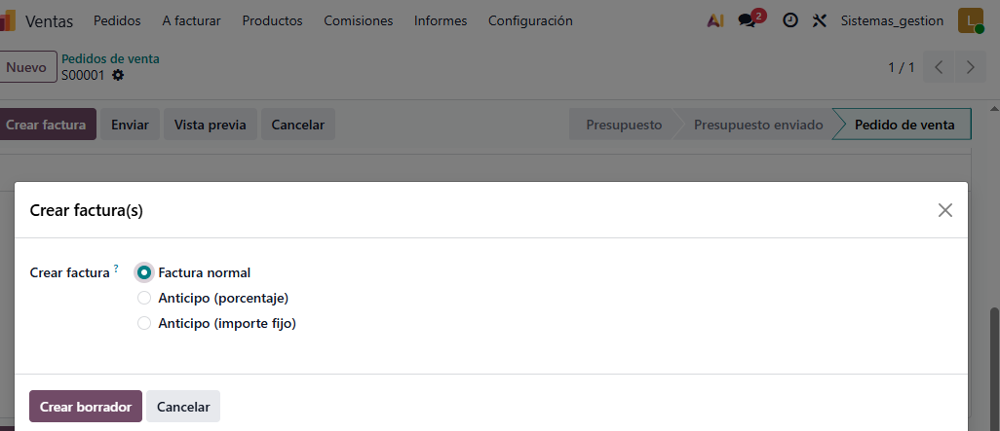 Ventas Pedidos A facturar Productos Comisiones Informes Configuración AI 2 Sistemas_gestion L
Nuevo Pedidos de venta
S00001 1 / 1
Crear factura Enviar Vista previa Cancelar Presupuesto Presupuesto enviado Pedido de venta
Crear factura(s)
Crear factura ? Factura normal
Anticipo (porcentaje)
Anticipo (importe fijo)
Crear borrador Cancelar